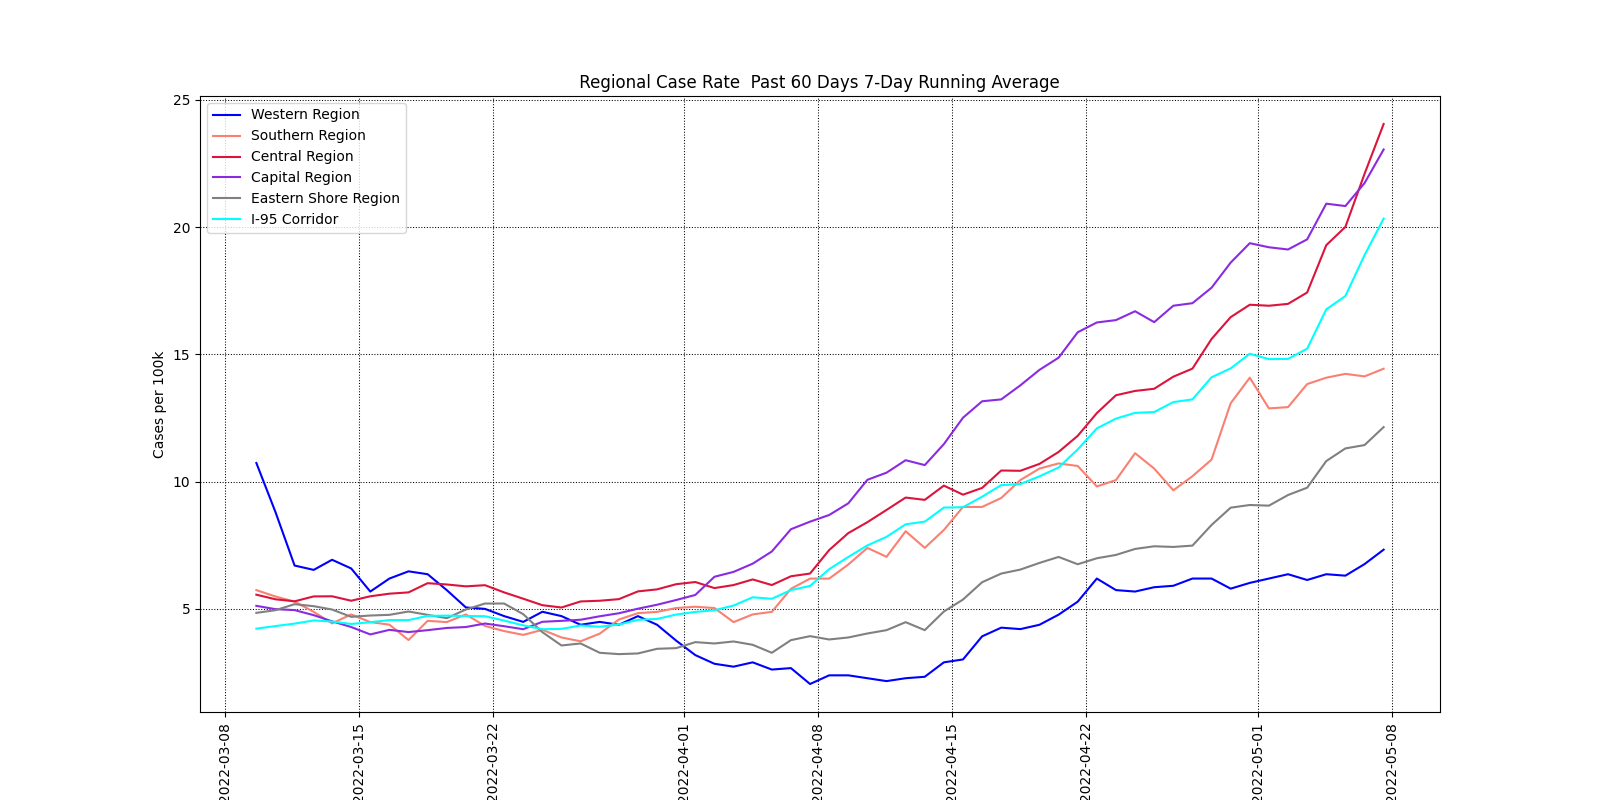 Regional Case Rate  Past 60 Days 7-Day Running Average
25
20
15
10
5
Cases per 100k
Western Region
Southern Region
Central Region
Capital Region
Eastern Shore Region
I-95 Corridor
2022-03-08
2022-03-15
2022-03-22
2022-04-01
2022-04-08
2022-04-15
2022-04-22
2022-05-01
2022-05-08